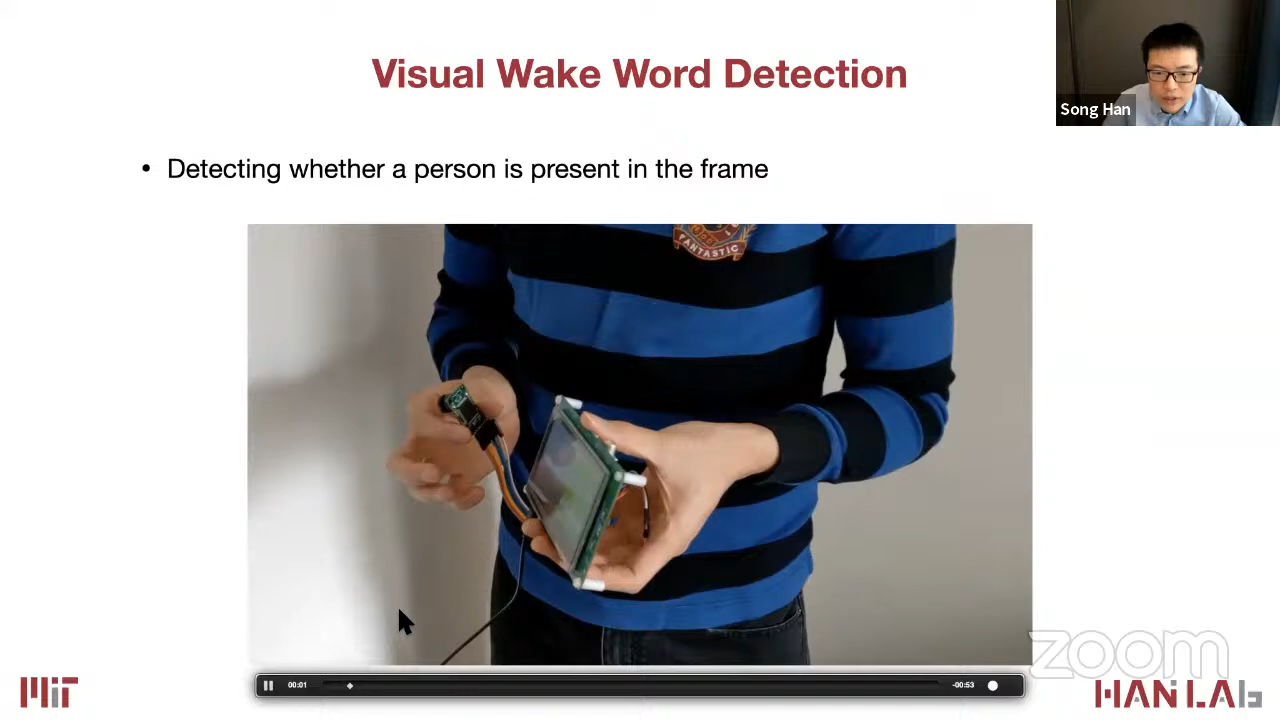 Visual Wake Word Detection
Song Han
• Detecting whether a person is present in the frame
FANTASTIC
00:01
-00:53
zoom
MIT
HAN LAb